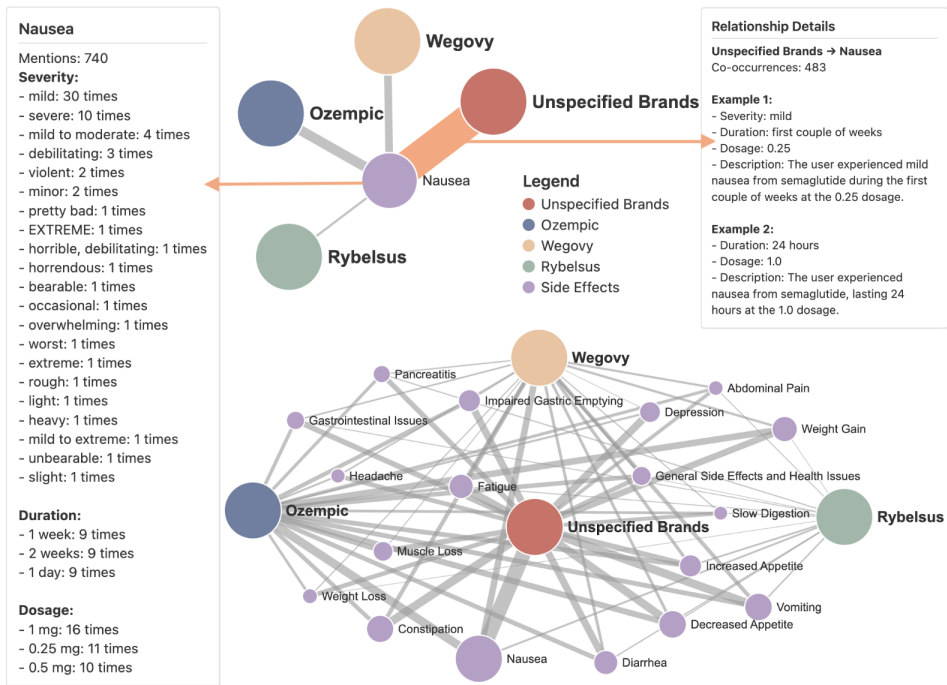 Nausea
Mentions: 740
Severity:
- mild: 30 times
- severe: 10 times
- mild to moderate: 4 times
- debilitating: 3 times
- violent: 2 times
- minor: 2 times
- pretty bad: 1 times
- EXTREME: 1 times
- horrible, debilitating: 1 times
- horrendous: 1 times
- bearable: 1 times
- occasional: 1 times
- overwhelming: 1 times
- worst: 1 times
- extreme: 1 times
- rough: 1 times
- light: 1 times
- heavy: 1 times
- mild to extreme: 1 times
- unbearable: 1 times
- slight: 1 times
Duration:
- 1 week: 9 times
- 2 weeks: 9 times
- 1 day: 9 times
Dosage:
- 1 mg: 16 times
- 0.25 mg: 11 times
- 0.5 mg: 10 times
Wegovy
Ozempic
Unspecified Brands
Nausea
Rybelsus
Legend
Unspecified Brands
Ozempic
Wegovy
Rybelsus
Side Effects
Relationship Details
Unspecified Brands → Nausea
Co-occurrences: 483
Example 1:
- Severity: mild
- Duration: first couple of weeks
- Dosage: 0.25
- Description: The user experienced mild
nausea from semaglutide during the first
couple of weeks at the 0.25 dosage.
Example 2:
- Duration: 24 hours
- Dosage: 1.0
- Description: The user experienced
nausea from semaglutide, lasting 24
hours at the 1.0 dosage.
Wegovy
Pancreatitis
Abdominal Pain
Impaired Gastric Emptying
Depression
Gastrointestinal Issues
Weight Gain
Headache
General Side Effects and Health Issues
Fatigue
Ozempic
Slow Digestion
Rybelsus
Unspecified Brands
Muscle Loss
Increased Appetite
Weight Loss
Vomiting
Constipation
Decreased Appetite
Nausea
Diarrhea